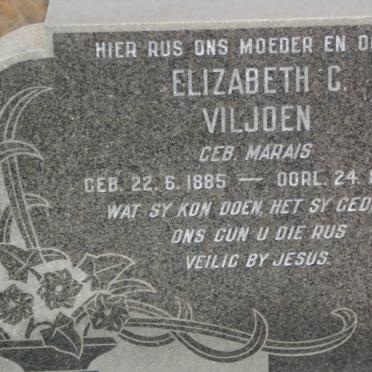 HIER RUS ONS MOEDER EN
ELIZABETH C.
VILJOEN
GEB. MARAIS
GEB. 22.6.1885 — OORL. 24.
WAT SY KON DOEN, HET SY
ONS GUN U DIE RUS
VEILIG BY JESUS.